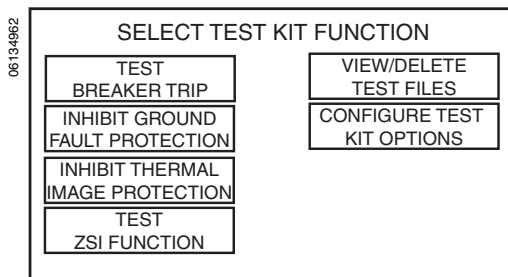 06134962
SELECT TEST KIT FUNCTION
TEST
BREAKER TRIP
INHIBIT GROUND
FAULT PROTECTION
INHIBIT THERMAL
IMAGE PROTECTION
TEST
ZSI FUNCTION
VIEW/DELETE
TEST FILES
CONFIGURE TEST
KIT OPTIONS